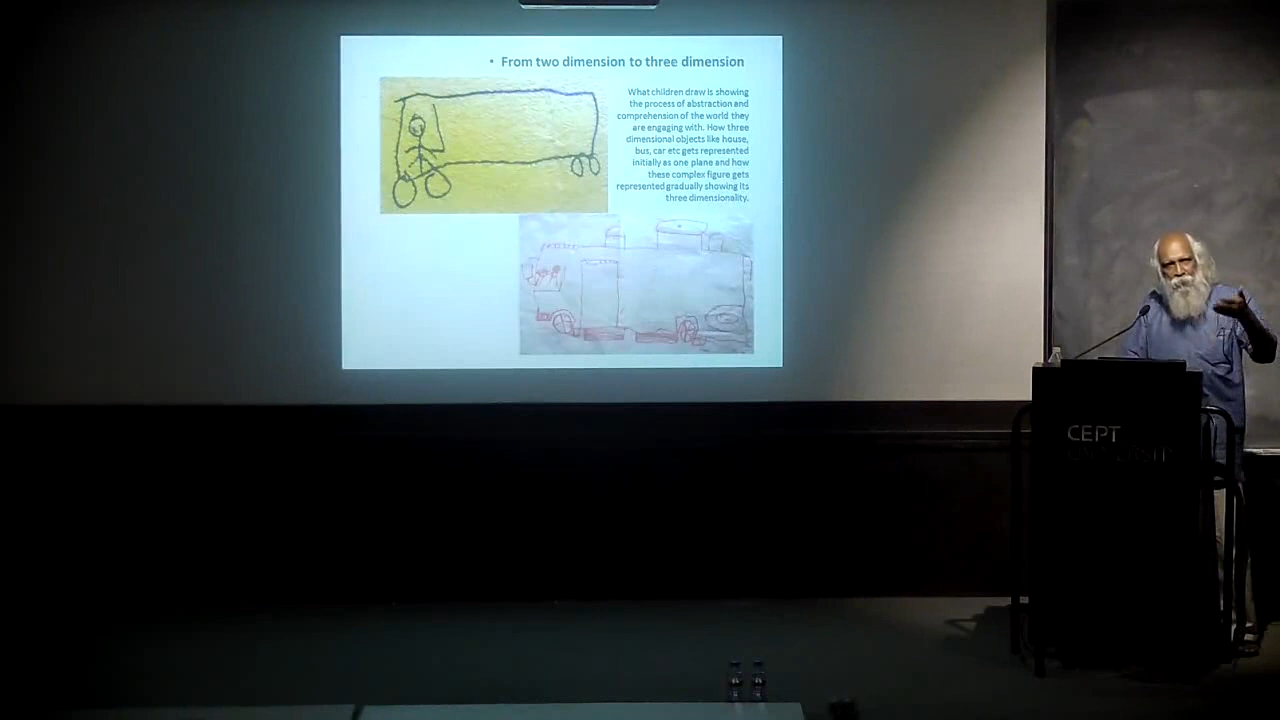 • From two dimension to three dimension
What children draw is showing
the process of abstraction and
comprehension of the world they
are engaging with. How three
dimensional objects like house,
bus, car etc gets represented
initially as one plane and how
these complex figure gets
represented gradually showing its
three dimensionality.
CEPT
UNIVERSITY